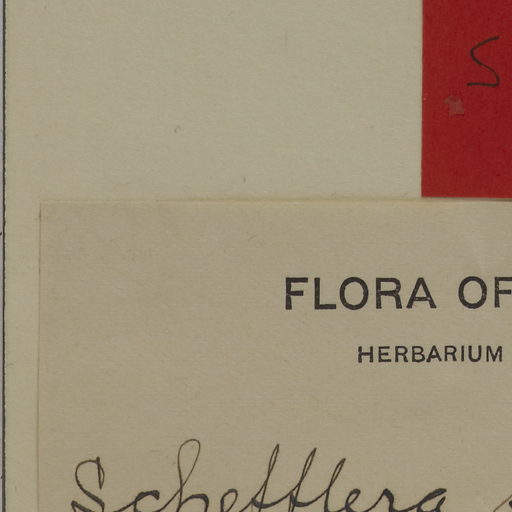 S
FLORA OF
HERBARIUM
Schefflera